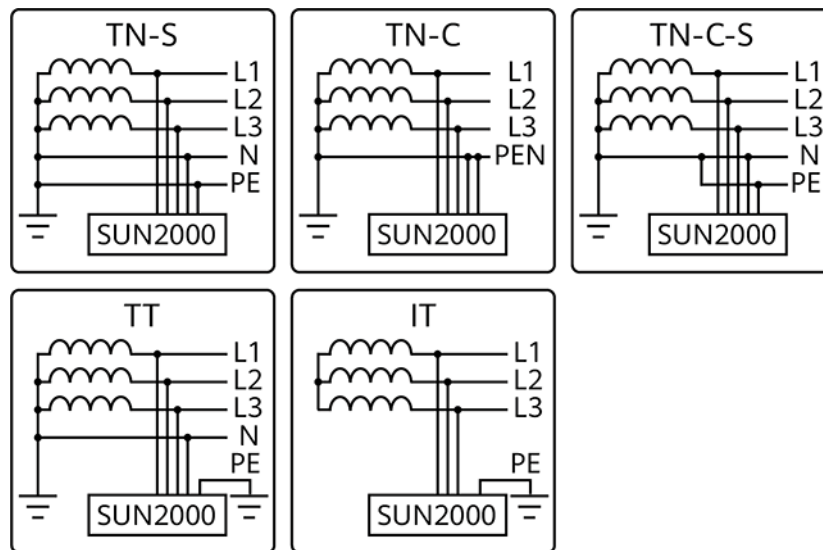 TN-S
L1
L2
L3
N
PE
SUN2000
TN-C
L1
L2
L3
PEN
SUN2000
TN-C-S
L1
L2
L3
N
PE
SUN2000
TT
L1
L2
L3
N
PE
SUN2000
IT
L1
L2
L3
PE
SUN2000